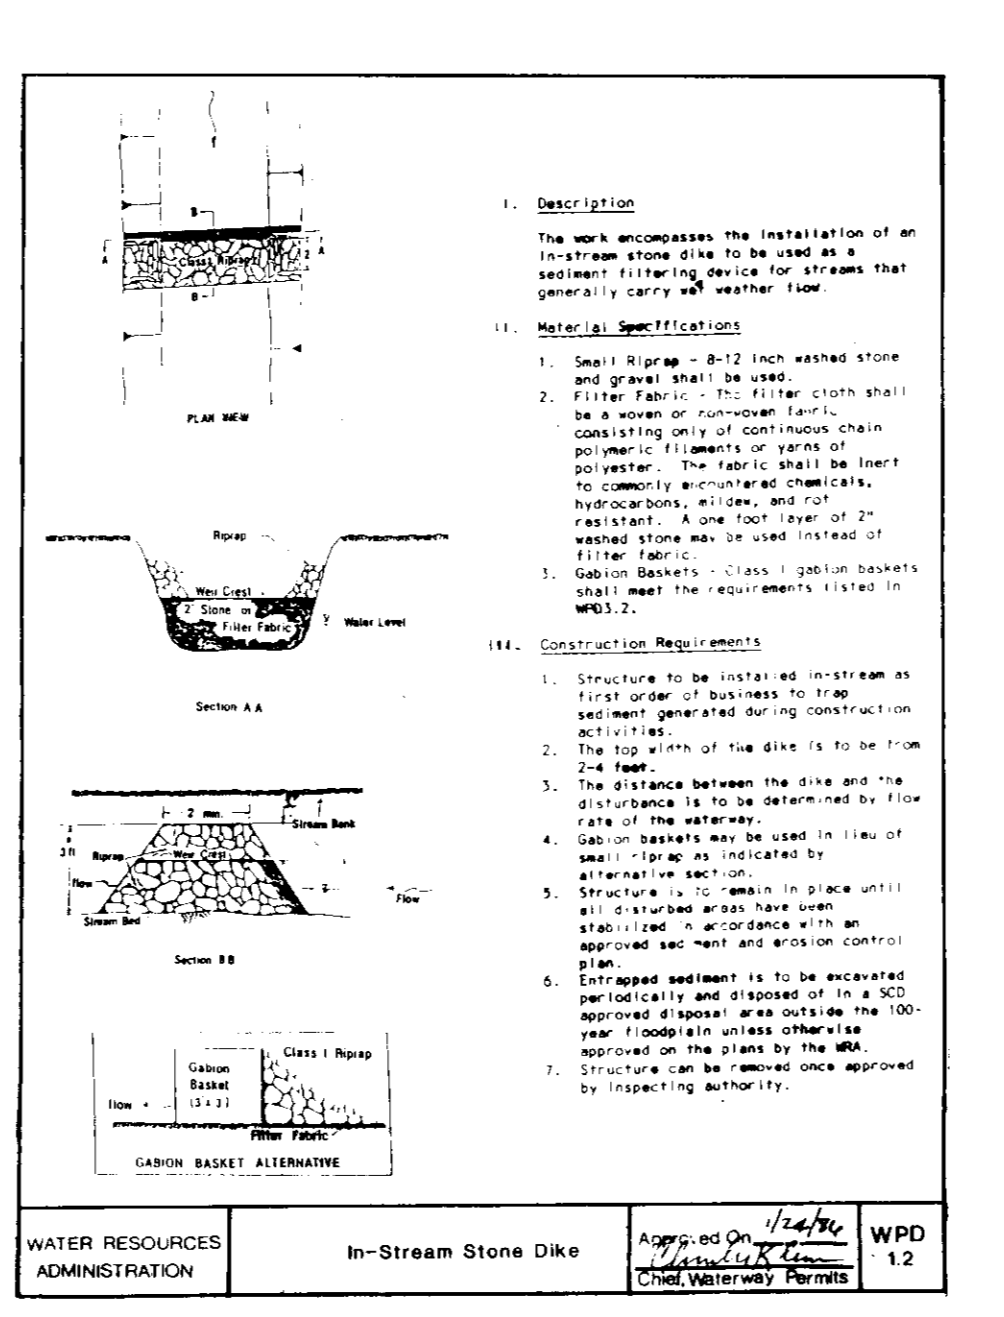 B
A
Class I Riprap
2'
A
B
PLAN VIEW
Riprap
Weir Crest
2" Stone or
Filter Fabric
Water Level
Section A A
2' min.
Stream Bank
3 ft
Riprap
Weir Crest
flow
Flow
Stream Bed
Section B B
Class I Riprap
Gabion
Basket
(3'x3')
flow
Filter Fabric
GABION BASKET ALTERNATIVE
I. Description
The work encompasses the installation of an
in-stream stone dike to be used as a
sediment filtering device for streams that
generally carry wet weather flow.
II. Material Specifications
1. Small Riprap - 8-12 inch washed stone
and gravel shall be used.
2. Filter Fabric - The filter cloth shall
be a woven or non-woven fabric
consisting only of continuous chain
polymeric filaments or yarns of
polyester. The fabric shall be inert
to commonly encountered chemicals,
hydrocarbons, mildew, and rot
resistant. A one foot layer of 2"
washed stone may be used instead of
filter fabric.
3. Gabion Baskets - Class I gabion baskets
shall meet the requirements listed in
WPD3.2.
III. Construction Requirements
1. Structure to be installed in-stream as
first order of business to trap
sediment generated during construction
activities.
2. The top width of the dike is to be from
2-4 feet.
3. The distance between the dike and the
disturbance is to be determined by flow
rate of the waterway.
4. Gabion baskets may be used in lieu of
small riprap as indicated by
alternative section.
5. Structure is to remain in place until
all disturbed areas have been
stabilized in accordance with an
approved sediment and erosion control
plan.
6. Entrapped sediment is to be excavated
periodically and disposed of in a SCD
approved disposal area outside the 100-
year floodplain unless otherwise
approved on the plans by the WRA.
7. Structure can be removed once approved
by inspecting authority.
WATER RESOURCES
ADMINISTRATION
In-Stream Stone Dike
Approved On 1/24/86
Chief, Waterway Permits
WPD
1.2